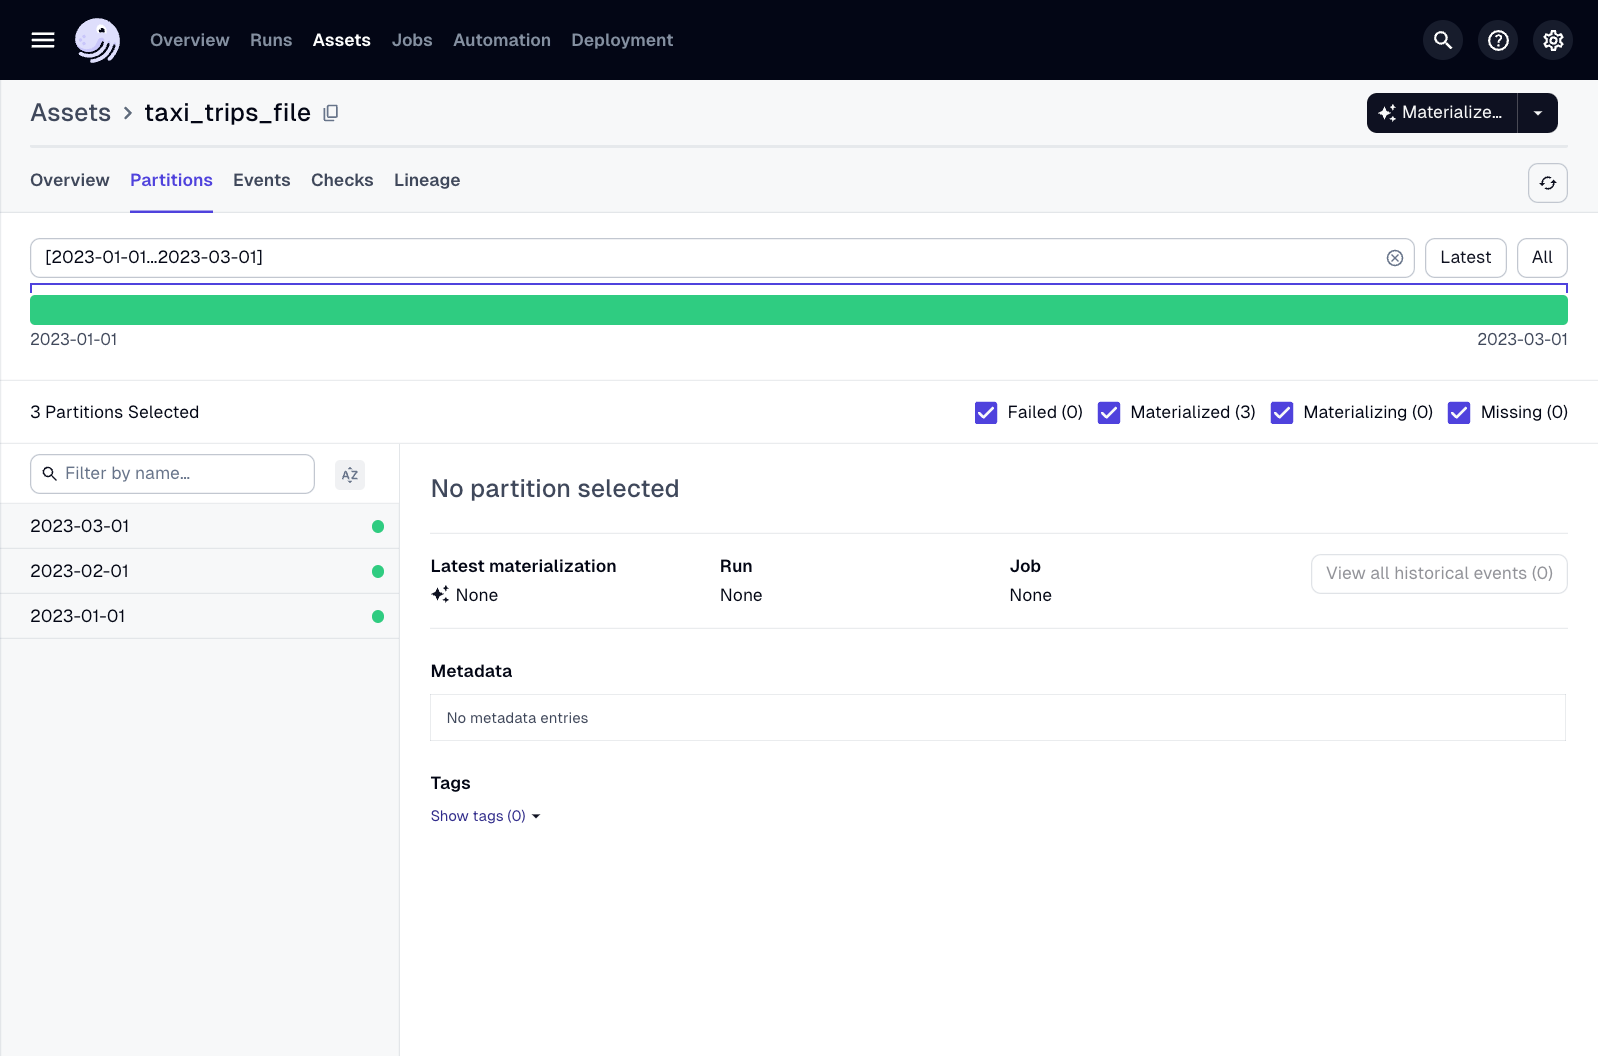 Overview Runs Assets Jobs Automation Deployment
Assets > taxi_trips_file
Materialize...
Overview Partitions Events Checks Lineage
[2023-01-01...2023-03-01]
Latest
All
2023-01-01
2023-03-01
3 Partitions Selected
Failed (0) Materialized (3) Materializing (0) Missing (0)
Filter by name...
AZ
2023-03-01
2023-02-01
2023-01-01
No partition selected
Latest materialization
None
Run
None
Job
None
View all historical events (0)
Metadata
No metadata entries
Tags
Show tags (0)